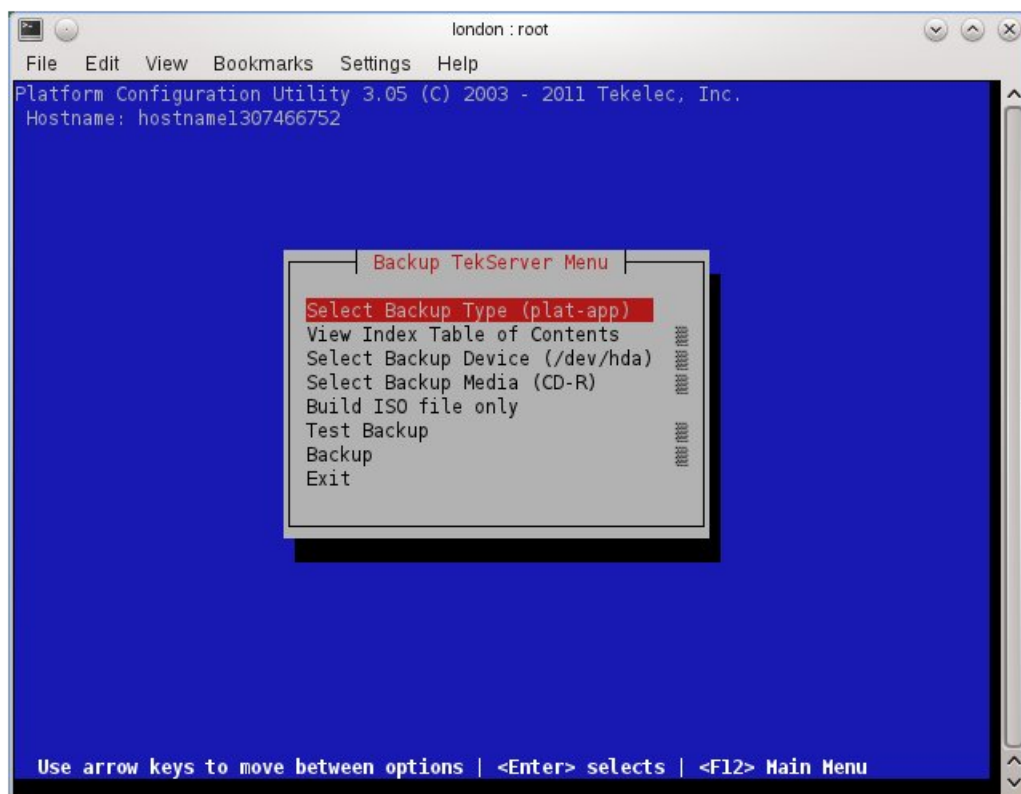 london : root
File Edit View Bookmarks Settings Help
Platform Configuration Utility 3.05 (C) 2003 - 2011 Tekelec, Inc.
Hostname: hostname1307466752
Backup TekServer Menu
Select Backup Type (plat-app)
View Index Table of Contents
Select Backup Device (/dev/hda)
Select Backup Media (CD-R)
Build ISO file only
Test Backup
Backup
Exit
Use arrow keys to move between options | <Enter> selects | <F12> Main Menu